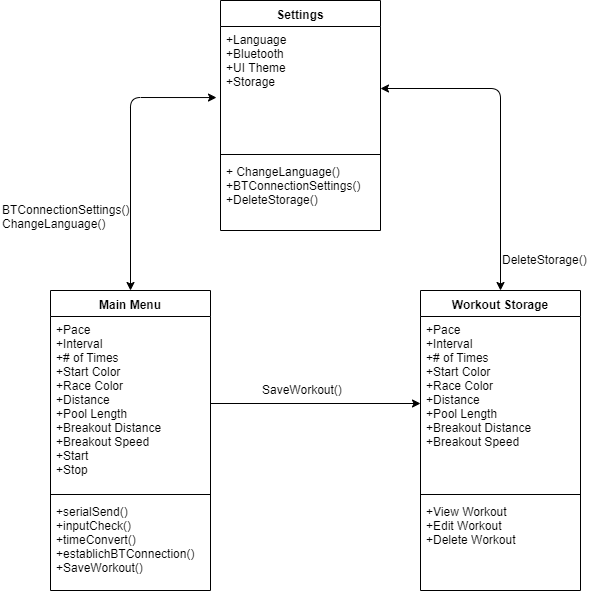 Settings
+Language
+Bluetooth
+UI Theme
+Storage
+ ChangeLanguage()
+BTConnectionSettings()
+DeleteStorage()
BTConnectionSettings()
ChangeLanguage()
DeleteStorage()
Main Menu
+Pace
+Interval
+# of Times
+Start Color
+Race Color
+Distance
+Pool Length
+Breakout Distance
+Breakout Speed
+Start
+Stop
+serialSend()
+inputCheck()
+timeConvert()
+establichBTConnection()
+SaveWorkout()
SaveWorkout()
Workout Storage
+Pace
+Interval
+# of Times
+Start Color
+Race Color
+Distance
+Pool Length
+Breakout Distance
+Breakout Speed
+View Workout
+Edit Workout
+Delete Workout